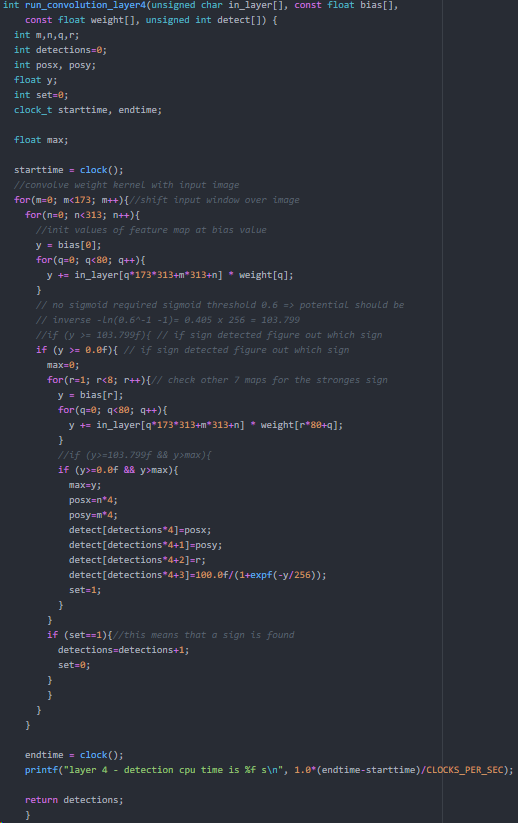 int run_convolution_layer4(unsigned char in_layer[], const float bias[],
const float weight[], unsigned int detect[]) {
int m,n,q,r;
int detections=0;
int posx, posy;
float y;
int set=0;
clock_t starttime, endtime;
float max;
starttime = clock();
//convolve weight kernel with input image
for(m=0; m<173; m++){//shift input window over image
for(n=0; n<313; n++){
//init values of feature map at bias value
y = bias[0];
for(q=0; q<80; q++){
y += in_layer[q*173*313+m*313+n] * weight[q];
}
// no sigmoid required sigmoid threshold 0.6 => potential should be
// inverse -ln(0.6^-1 -1)= 0.405 x 256 = 103.799
//if (y >= 103.799f){ // if sign detected figure out which sign
if (y >= 0.0f){ // if sign detected figure out which sign
max=0;
for(r=1; r<8; r++){// check other 7 maps for the stronges sign
y = bias[r];
for(q=0; q<80; q++){
y += in_layer[q*173*313+m*313+n] * weight[r*80+q];
}
//if (y>=103.799f && y>max){
if (y>=0.0f && y>max){
max=y;
posx=n*4;
posy=m*4;
detect[detections*4]=posx;
detect[detections*4+1]=posy;
detect[detections*4+2]=r;
detect[detections*4+3]=100.0f/(1+expf(-y/256));
set=1;
}
}
if (set==1){//this means that a sign is found
detections=detections+1;
set=0;
}
}
}
}
endtime = clock();
printf("layer 4 - detection cpu time is %f s\n", 1.0*(endtime-starttime)/CLOCKS_PER_SEC);
return detections;
}